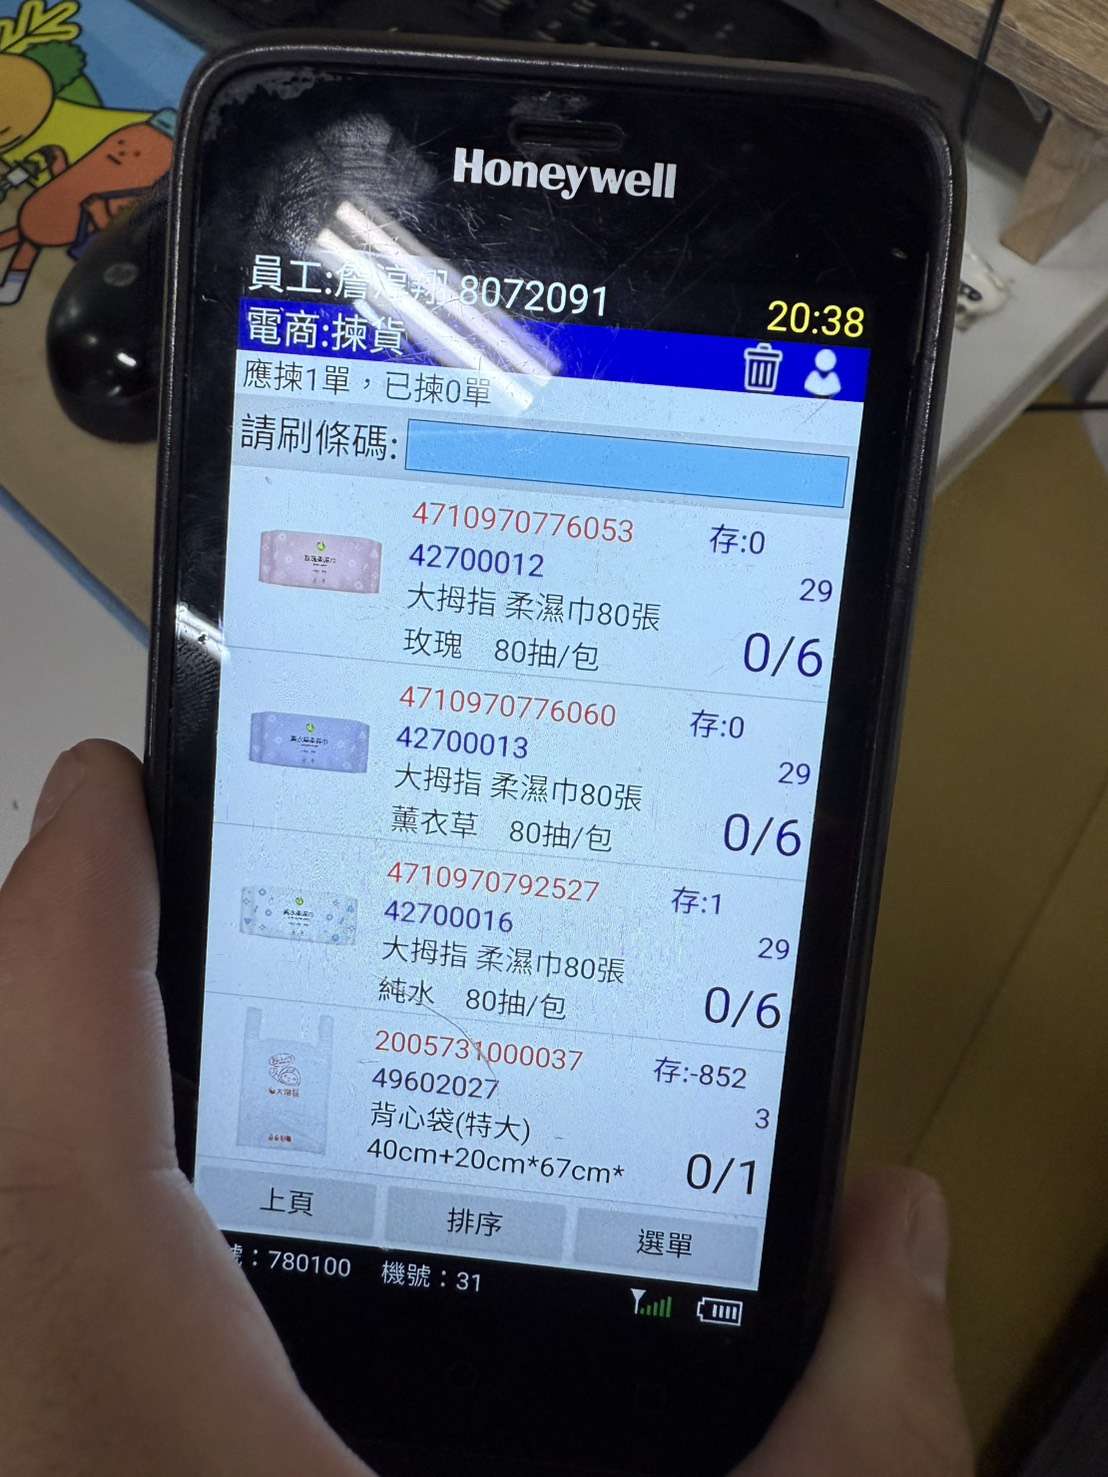 Honeywell
員工:詹淳翔 8072091
20:38
電商:揀貨
應揀1單，已揀0單
請刷條碼:
4710970776053 存:0
42700012 29
大拇指 柔濕巾80張
玫瑰 80抽/包 0/6
4710970776060 存:0
42700013 29
大拇指 柔濕巾80張
薰衣草 80抽/包 0/6
4710970792527 存:1
42700016 29
大拇指 柔濕巾80張
純水 80抽/包 0/6
2005731000037 存:-852
49602027 3
背心袋(特大)
40cm+20cm*67cm* 0/1
上頁 排序 選單
號：780100 機號：31